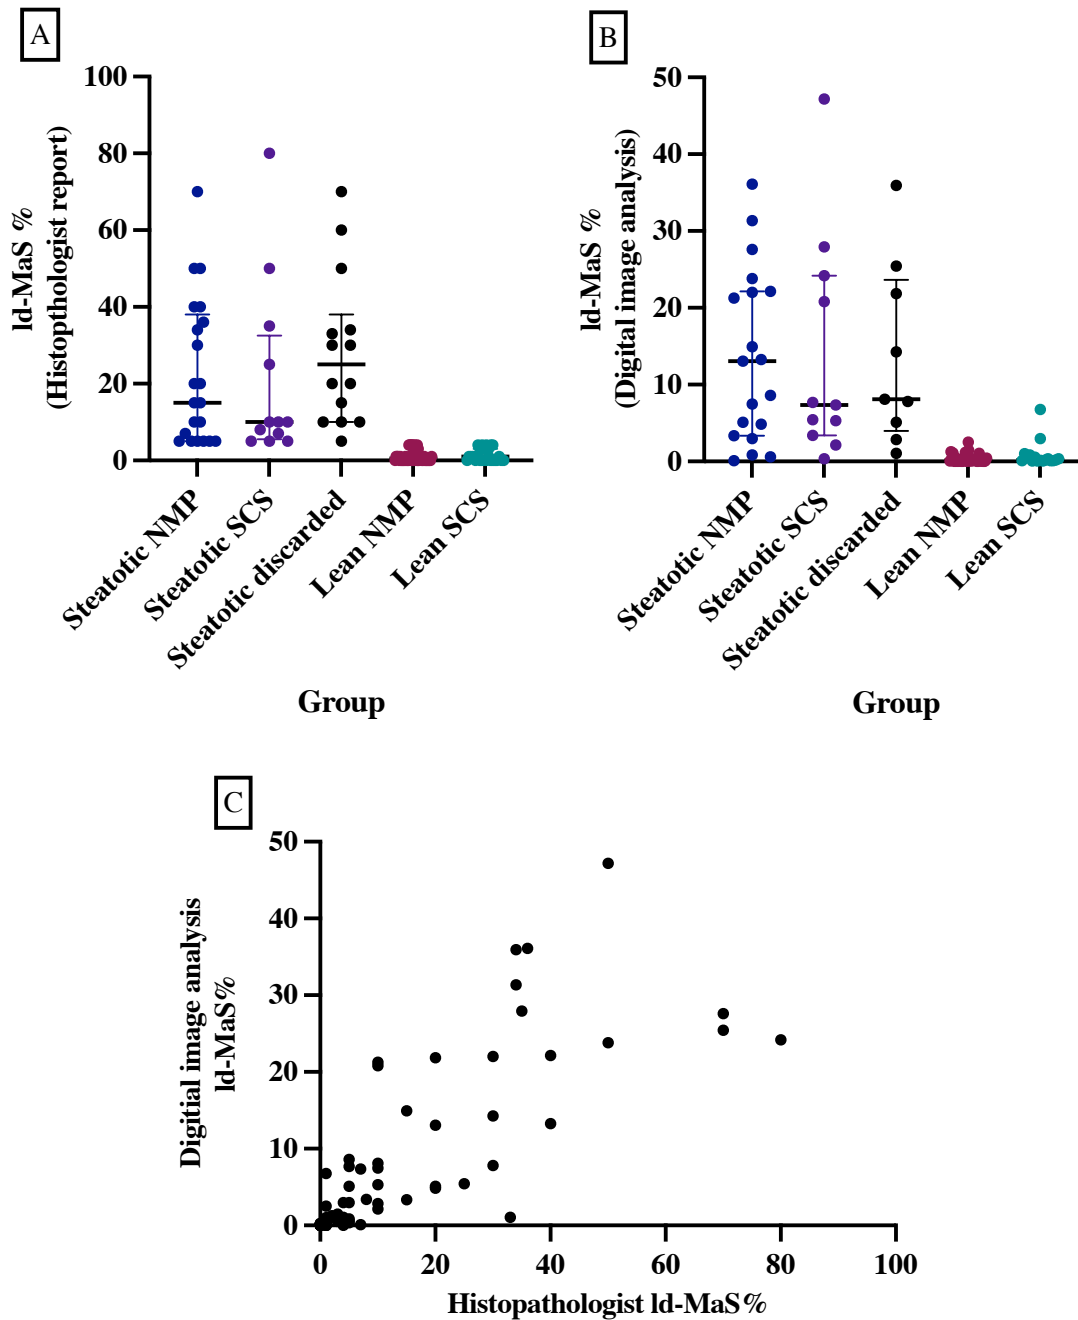 A
ld-MaS %
(Histopthologist report)
100
80
60
40
20
0
Steatotic NMP
Steatotic SCS
Steatotic discarded
Lean NMP
Lean SCS
Group
B
ld-MaS %
(Digital image analysis)
50
40
30
20
10
0
Steatotic NMP
Steatotic SCS
Steatotic discarded
Lean NMP
Lean SCS
Group
C
Digitial image analysis
ld-MaS%
50
40
30
20
10
0
0 20 40 60 80 100
Histopathologist ld-MaS%